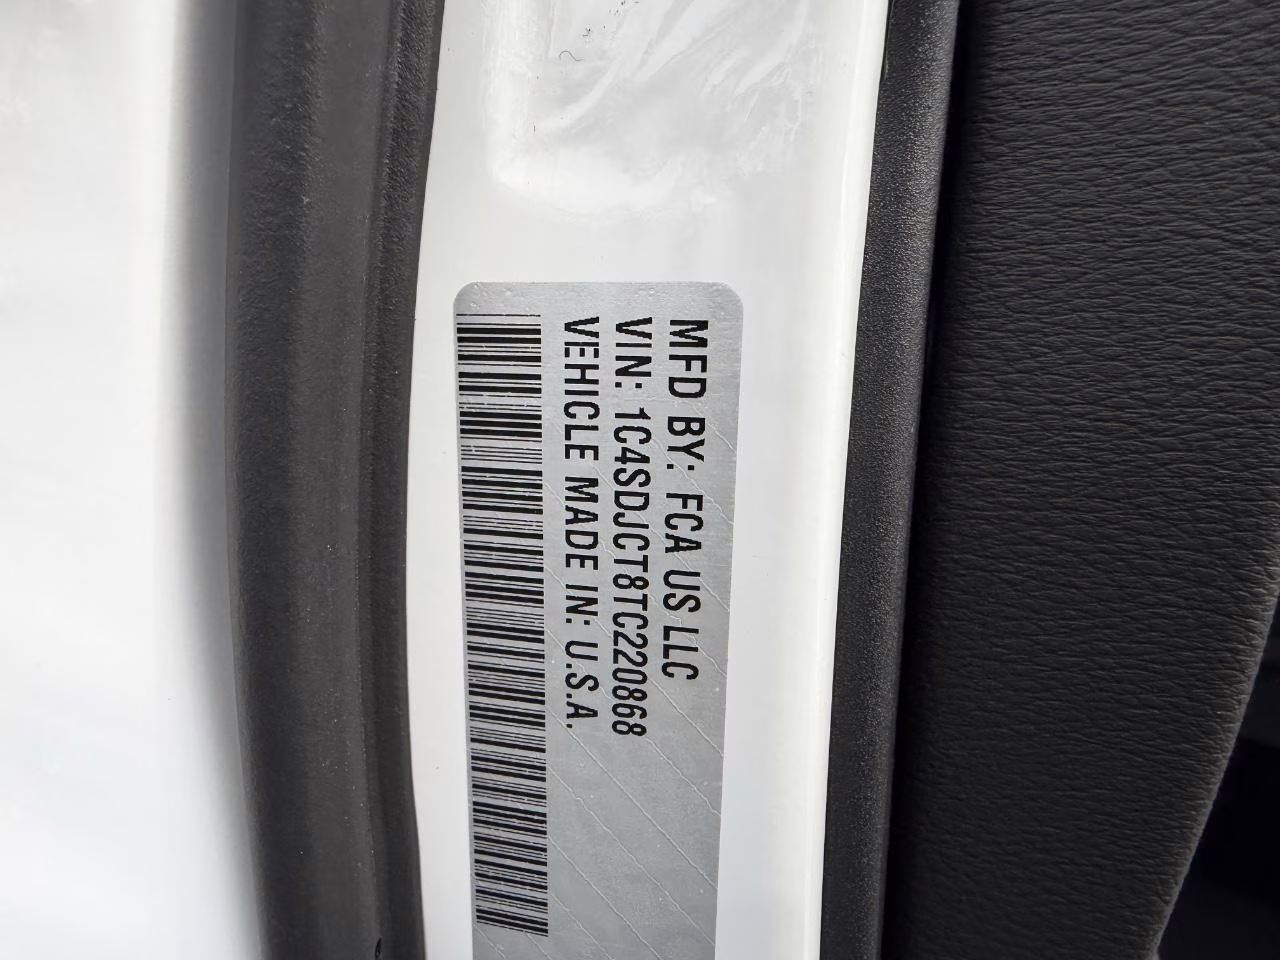 MFD BY: FCA US LLC
VIN: 1C4SDJCT8TC220868
VEHICLE MADE IN: U.S.A.